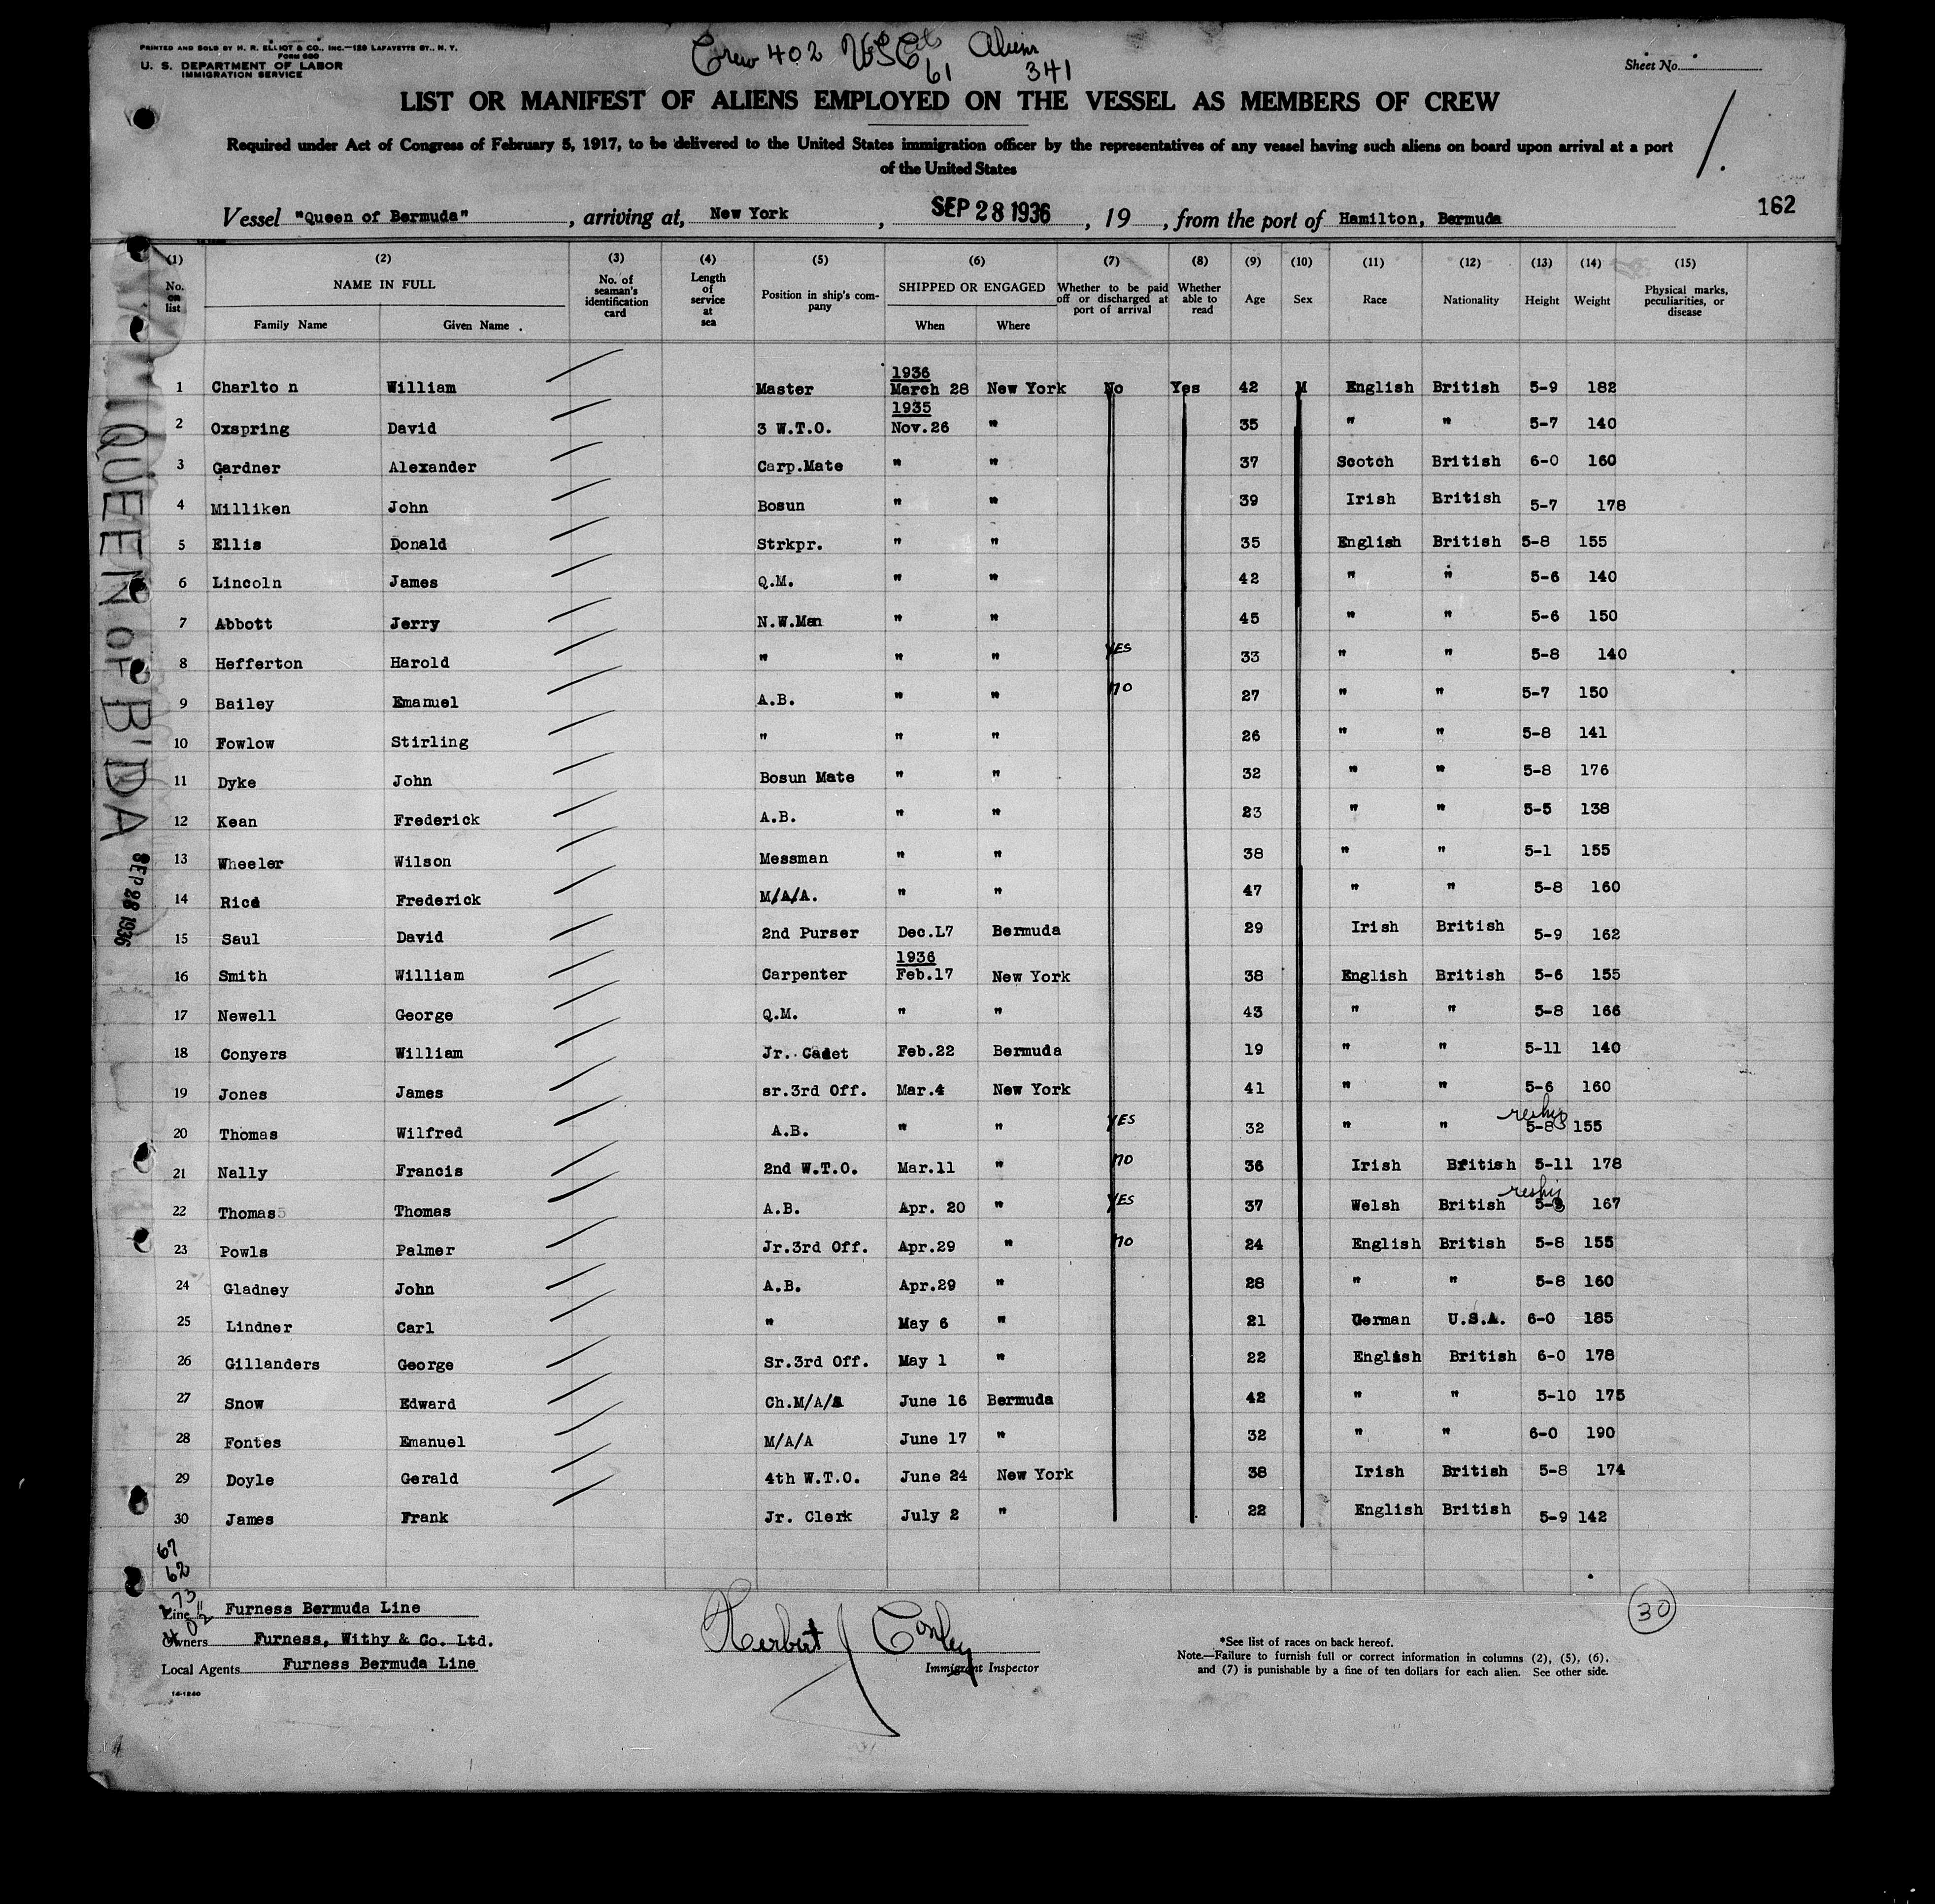 PRINTED AND SOLD BY H. R. ELLIOT & CO., INC.—129 LAFAYETTE ST., N. Y.
FORM 680
U. S. DEPARTMENT OF LABOR
IMMIGRATION SERVICE
Crew 402 USCits 61 Aliens 341
Sheet No.
1.
LIST OR MANIFEST OF ALIENS EMPLOYED ON THE VESSEL AS MEMBERS OF CREW
Required under Act of Congress of February 5, 1917, to be delivered to the United States immigration officer by the representatives of any vessel having such aliens on board upon arrival at a port
of the United States
Vessel "Queen of Bermuda", arriving at, New York, SEP 28 1936, 19 , from the port of Hamilton, Bermuda
162
(1) (2) (3) (4) (5) (6) (7) (8) (9) (10) (11) (12) (13) (14) (15)
No. on list NAME IN FULL Family Name Given Name No. of seaman's identification card Length of service at sea Position in ship's company SHIPPED OR ENGAGED When Where Whether to be paid off or discharged at port of arrival Whether able to read Age Sex Race Nationality Height Weight Physical marks, peculiarities, or disease
1936
1 Charlto n William Master March 28 New York No Yes 42 M English British 5-9 182
1935
2 Oxspring David 3 W.T.O. Nov.26 " 35 " " 5-7 140
3 Gardner Alexander Carp.Mate " " 37 Scotch British 6-0 160
4 Milliken John Bosun " " 39 Irish British 5-7 178
5 Ellis Donald Strkpr. " " 35 English British 5-8 155
6 Lincoln James Q.M. " " 42 " " 5-6 140
7 Abbott Jerry N.W.Man " " 45 " " 5-6 150
8 Hefferton Harold " " " YES 33 " " 5-8 140
9 Bailey Emanuel A.B. " " no 27 " " 5-7 150
10 Fowlow Stirling " " " 26 " " 5-8 141
11 Dyke John Bosun Mate " " 32 " " 5-8 176
12 Kean Frederick A.B. " " 23 " " 5-5 138
13 Wheeler Wilson Messman " " 38 " " 5-1 155
14 Rice Frederick M/A/A. " " 47 " " 5-8 160
15 Saul David 2nd Purser Dec.L7 Bermuda 29 Irish British 5-9 162
1936
16 Smith William Carpenter Feb.17 New York 38 English British 5-6 155
17 Newell George Q.M. " " 43 " " 5-8 166
18 Conyers William Jr. Cadet Feb.22 Bermuda 19 " " 5-11 140
19 Jones James sr.3rd Off. Mar.4 New York 41 " " 5-6 160
reship
20 Thomas Wilfred A.B. " " YES 32 " " 5-8 155
21 Nally Francis 2nd W.T.O. Mar.11 " no 36 Irish British 5-11 178
reship
22 Thomas Thomas A.B. Apr. 20 " YES 37 Welsh British 167
23 Powls Palmer Jr.3rd Off. Apr.29 " no 24 English British 5-8 155
24 Gladney John A.B. Apr.29 " 28 " " 5-8 160
25 Lindner Carl " May 6 " 21 German U.S.A. 6-0 185
26 Gillanders George Sr.3rd Off. May 1 " 22 English British 6-0 178
27 Snow Edward Ch.M/A/A June 16 Bermuda 42 " " 5-10 175
28 Fontes Emanuel M/A/A June 17 " 32 " " 6-0 190
29 Doyle Gerald 4th W.T.O. June 24 New York 38 Irish British 5-8 174
30 James Frank Jr. Clerk July 2 " 22 English British 5-9 142
QUEEN OF B'DA
SEP 28 1936
67
62
273
402
Line Furness Bermuda Line
Owners Furness, Withy & Co. Ltd.
Local Agents Furness Bermuda Line
14-1240
Herbert J Conley
Immigrant Inspector
30
*See list of races on back hereof.
Note.—Failure to furnish full or correct information in columns (2), (5), (6),
and (7) is punishable by a fine of ten dollars for each alien. See other side.